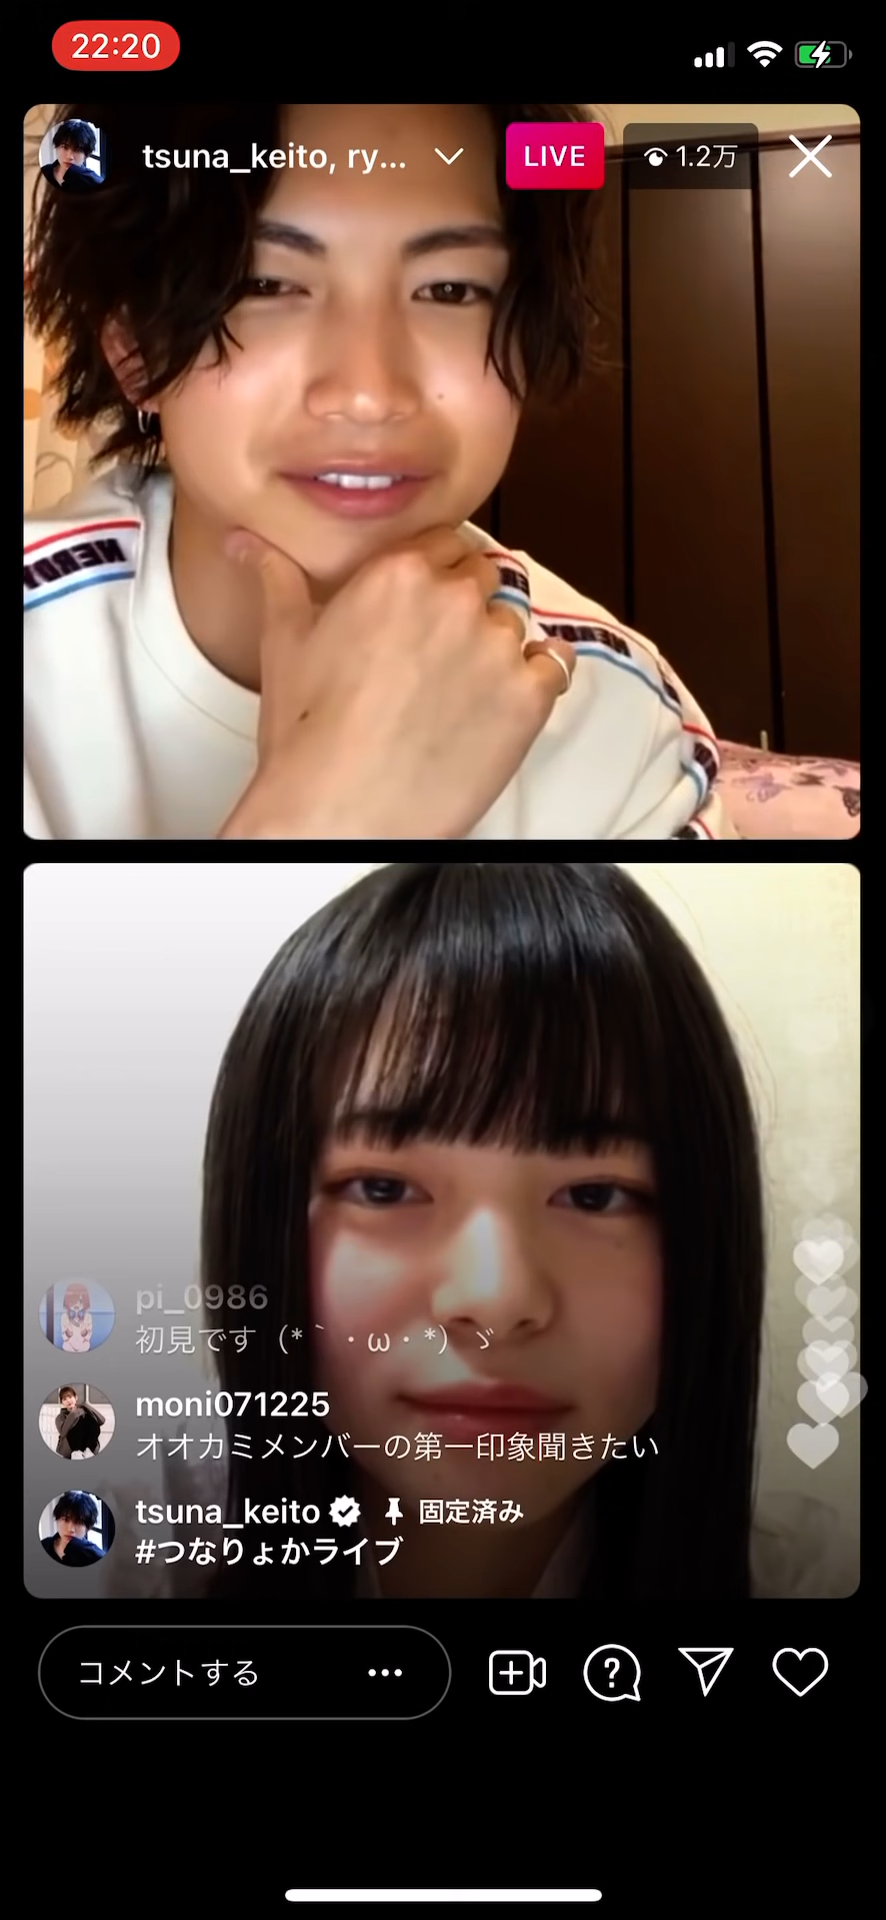 22:20
tsuna_keito, ry...
LIVE
1.2万
NERDY
NERDY
pi_0986
初見です (*｀・ω・*)ゞ
moni071225
オオカミメンバーの第一印象聞きたい
tsuna_keito 固定済み
#つなりょかライブ
コメントする